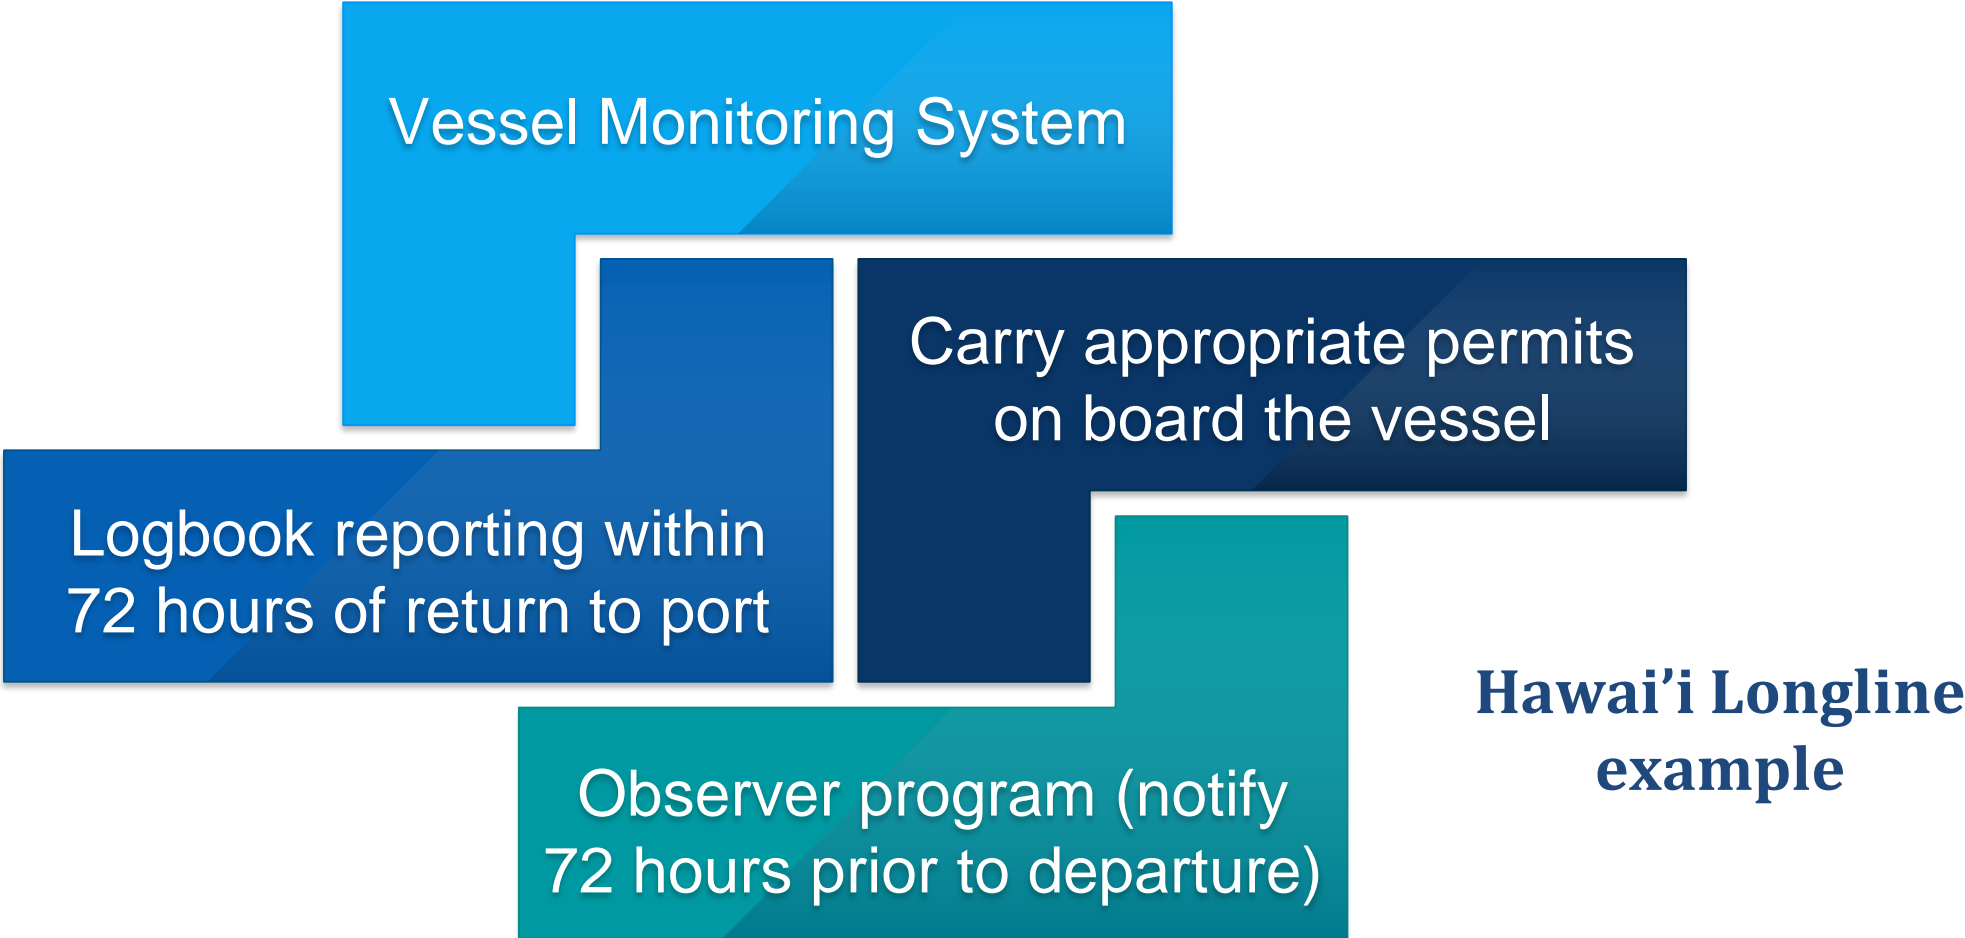 Vessel Monitoring System
Carry appropriate permits
on board the vessel
Logbook reporting within
72 hours of return to port
Observer program (notify
72 hours prior to departure)
Hawai’i Longline
example